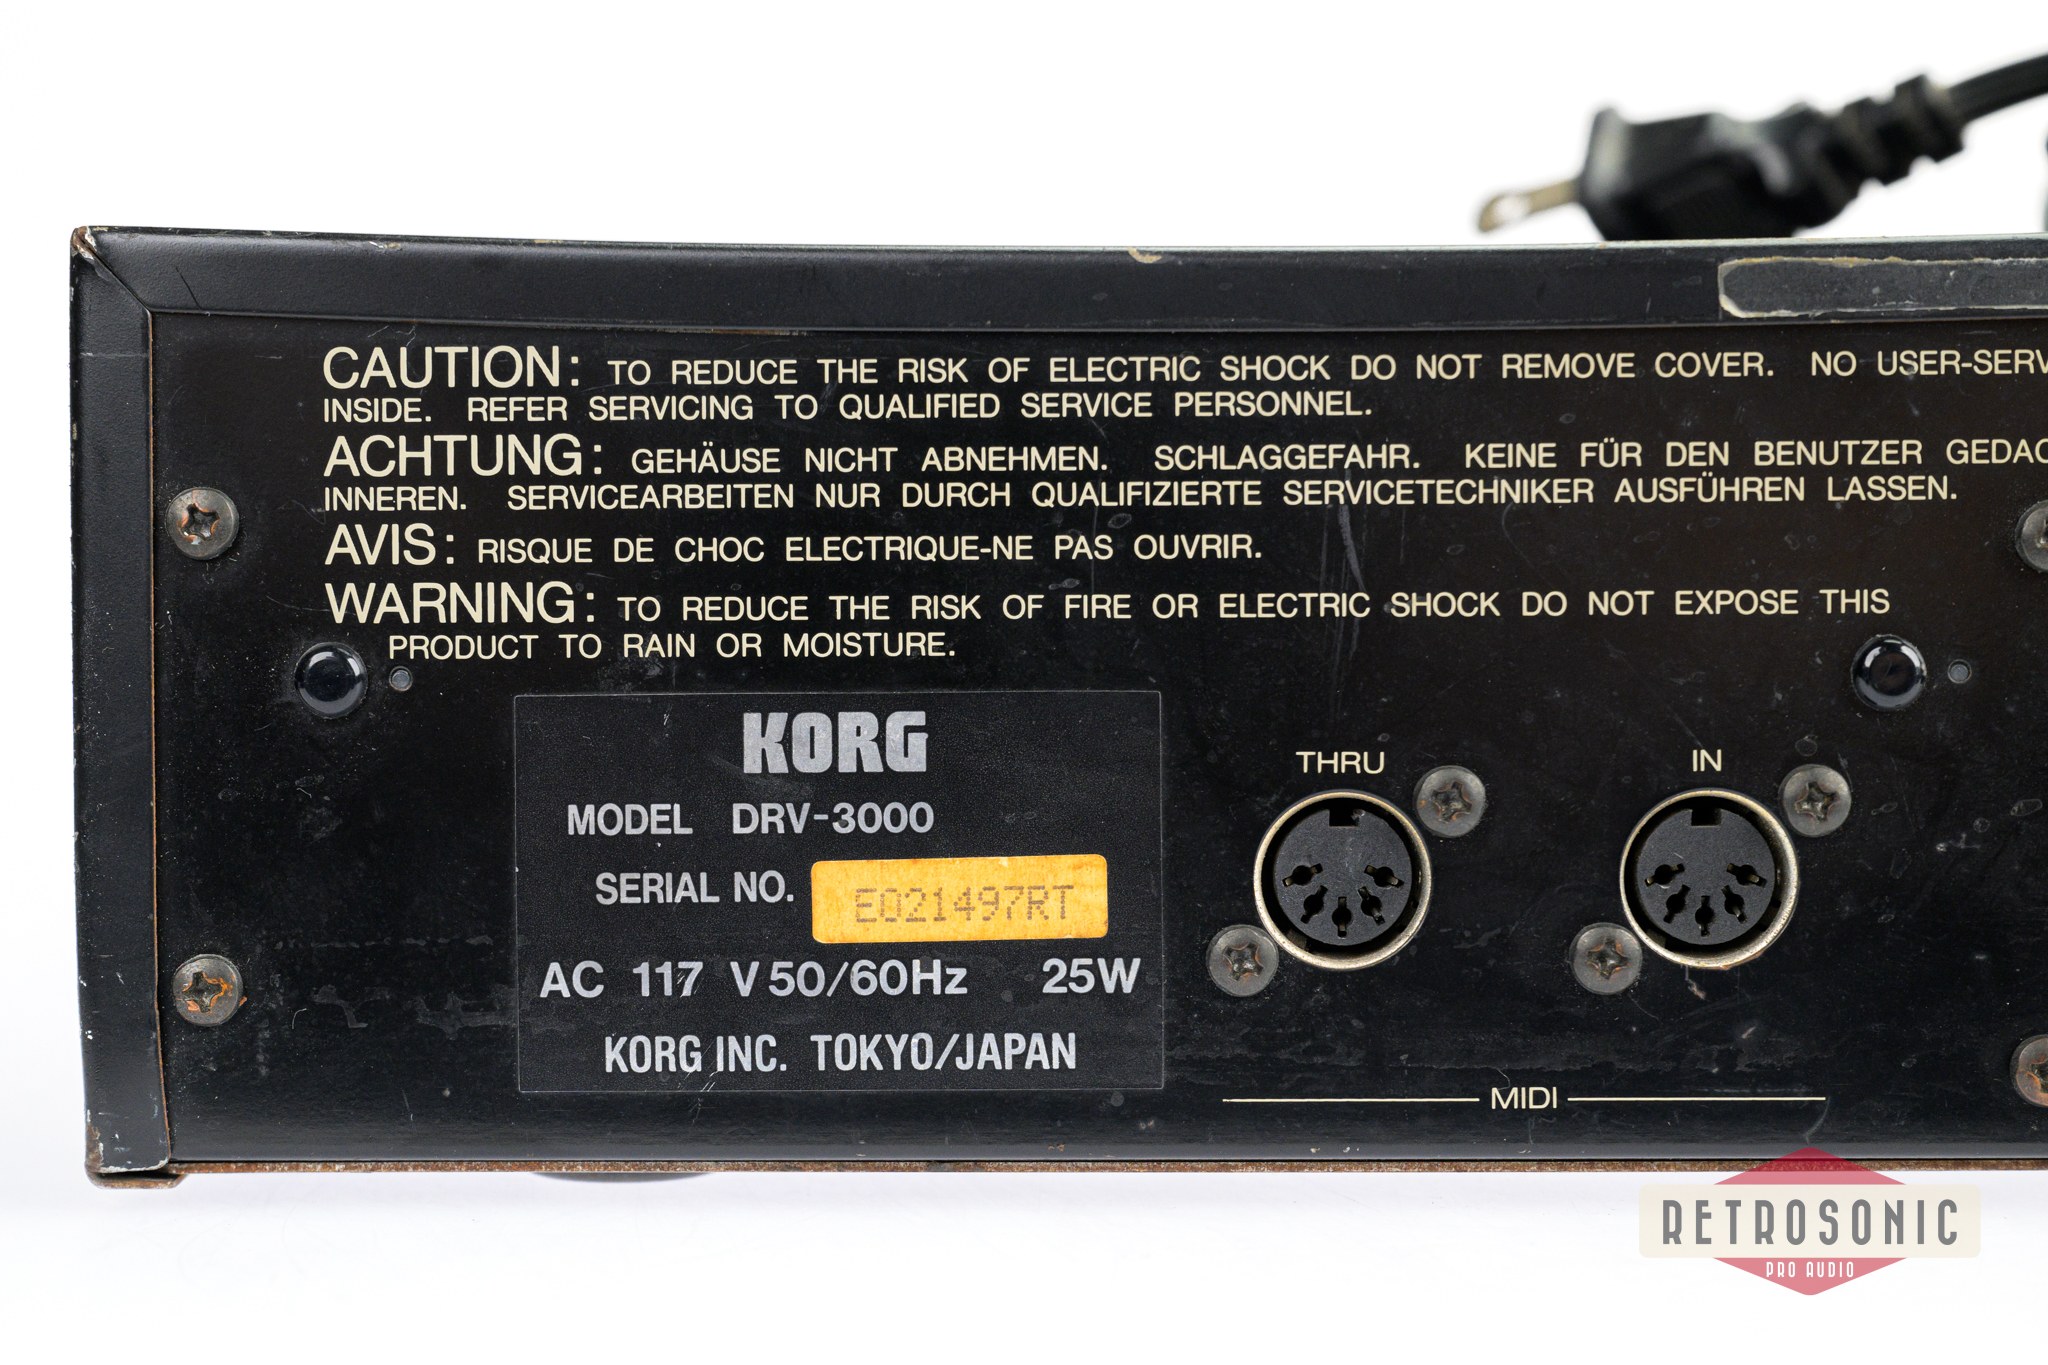 CAUTION: TO REDUCE THE RISK OF ELECTRIC SHOCK DO NOT REMOVE COVER. NO USER-SERV
INSIDE. REFER SERVICING TO QUALIFIED SERVICE PERSONNEL.
ACHTUNG: GEHÄUSE NICHT ABNEHMEN. SCHLAGGEFAHR. KEINE FÜR DEN BENUTZER GEDAC
INNEREN. SERVICEARBEITEN NUR DURCH QUALIFIZIERTE SERVICETECHNIKER AUSFÜHREN LASSEN.
AVIS: RISQUE DE CHOC ELECTRIQUE-NE PAS OUVRIR.
WARNING: TO REDUCE THE RISK OF FIRE OR ELECTRIC SHOCK DO NOT EXPOSE THIS
PRODUCT TO RAIN OR MOISTURE.
KORG
MODEL DRV-3000
SERIAL NO. E021497RT
AC 117 V 50/60Hz 25W
KORG INC. TOKYO/JAPAN
THRU IN
MIDI
RETROSONIC
PRO AUDIO